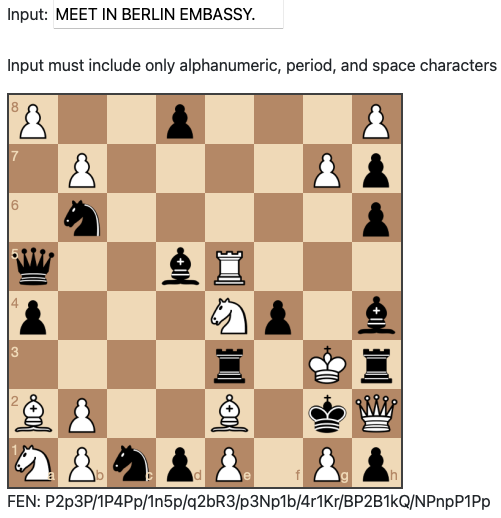 Input: MEET IN BERLIN EMBASSY.
Input must include only alphanumeric, period, and space characters
8
7
6
5
4
3
2
1 a b c d e f g h
FEN: P2p3P/1P4Pp/1n5p/q2bR3/p3Np1b/4r1Kr/BP2B1kQ/NPnpP1Pp